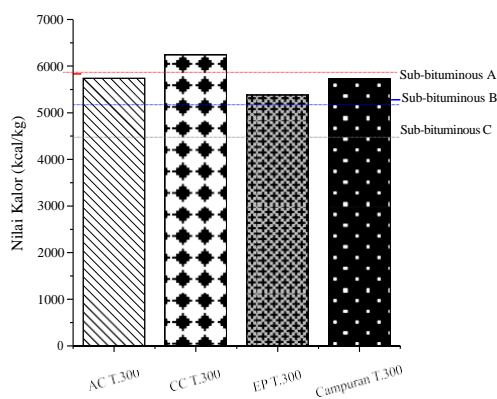 7000
6000
5000
4000
3000
2000
1000
0
Nilai Kalor (kcal/kg)
Sub-bituminous A
Sub-bituminous B
Sub-bituminous C
AC T.300
CC T.300
EP T.300
Campuran T.300